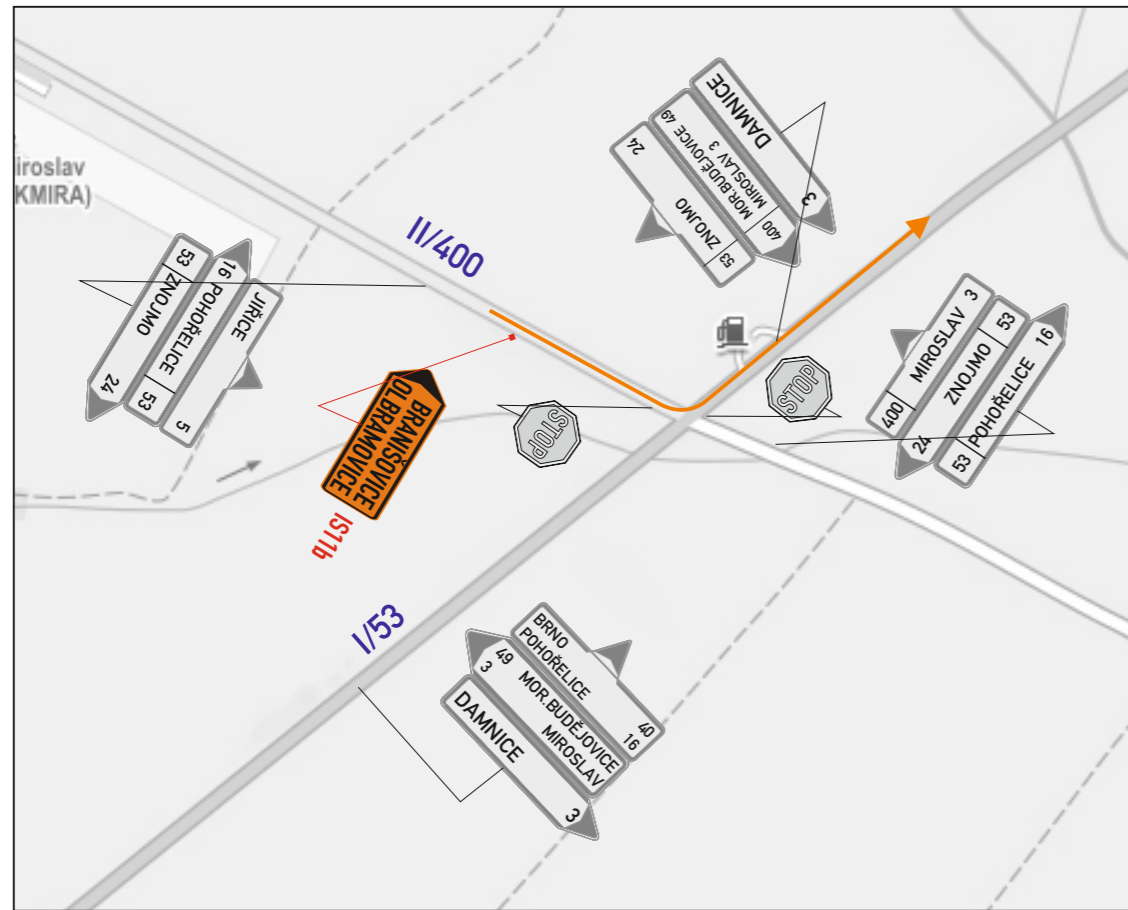 iroslav
KMIRA)
II/400
DAMNICE 3
MOR.BUDĚJOVICE 49
MIROSLAV 3
400
ZNOJMO
53
24
53 ZNOJMO
24
16 POHOŘELICE
53
JIŘICE
5
BRANIŠOVICE
OLBRAMOVICE
IS11b
STOP
STOP
MIROSLAV 3
400
ZNOJMO 53
24
POHOŘELICE 16
53
I/53
BRNO 40
POHOŘELICE 16
49 MOR.BUDĚJOVICE
3 MIROSLAV
DAMNICE 3